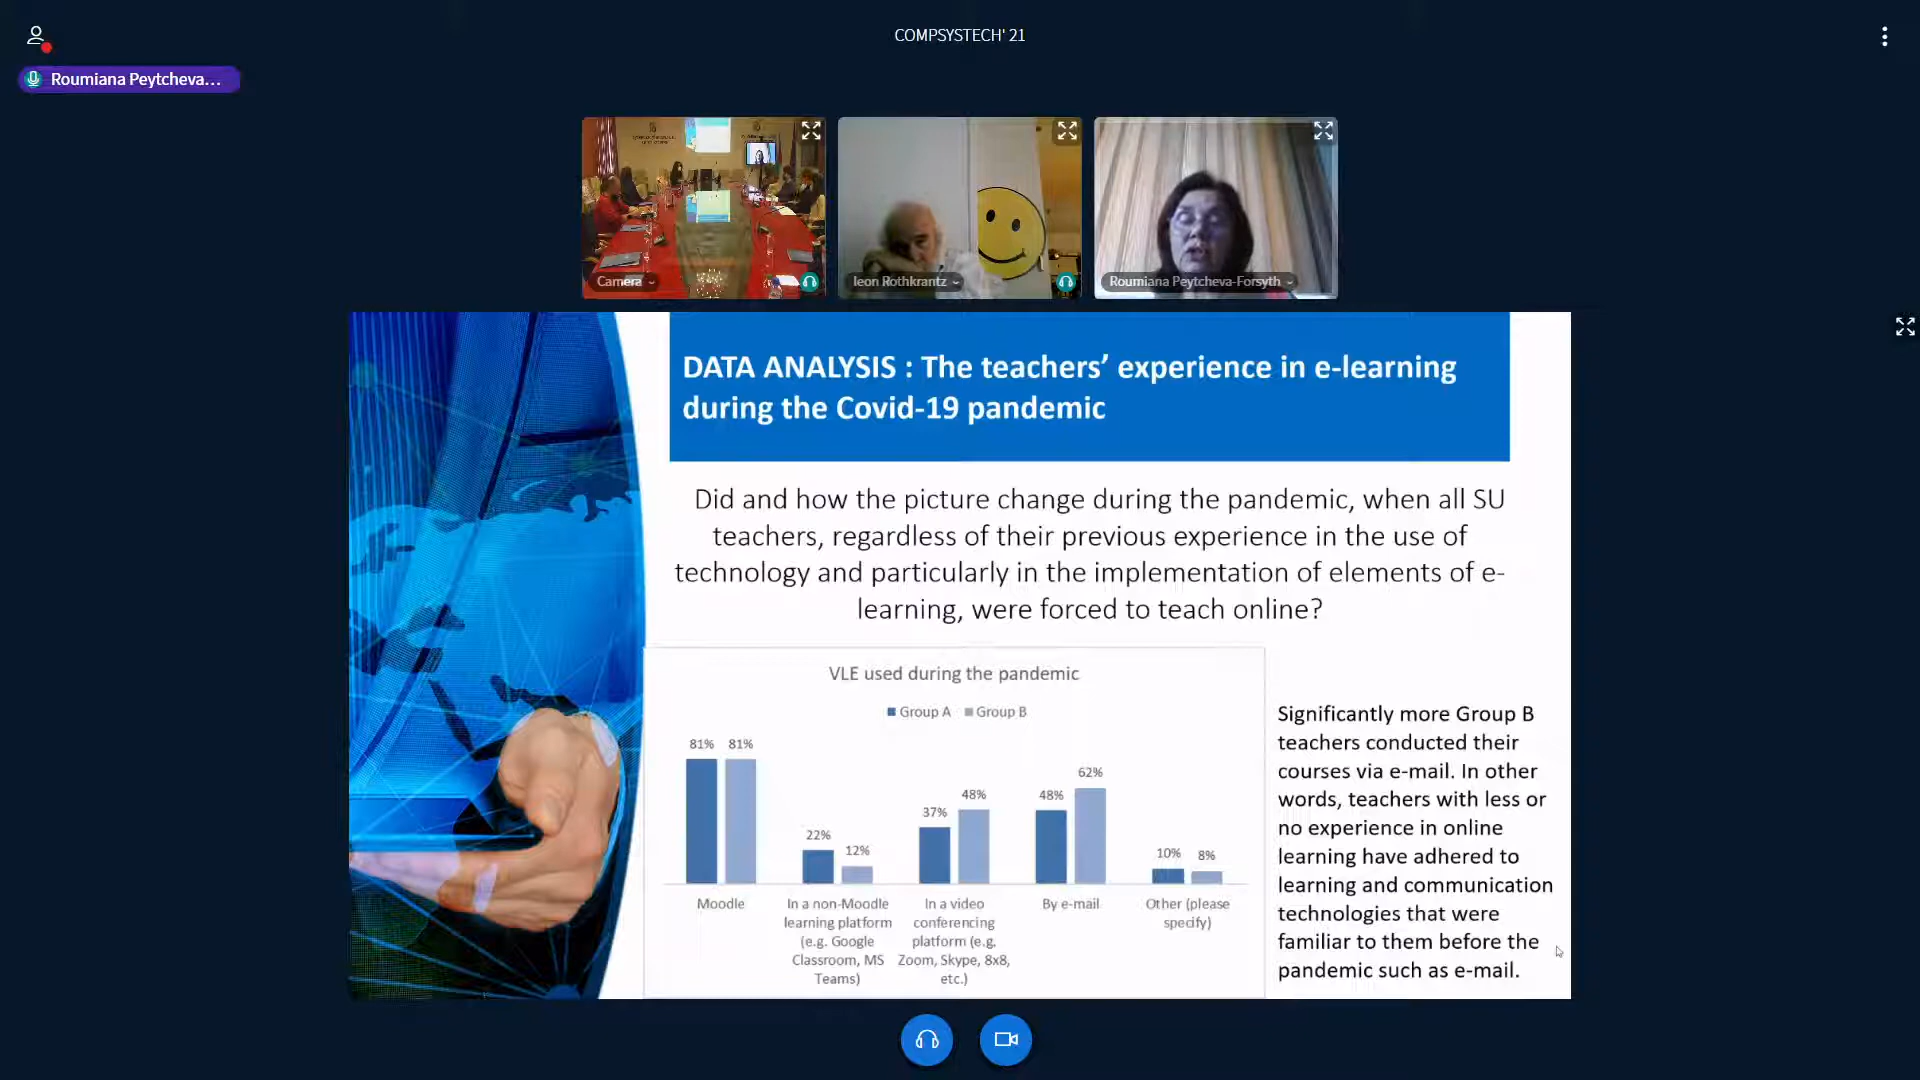 COMPSYSTECH' 21
Roumiana Peytcheva...
Camera
leon Rothkrantz
Roumiana Peytcheva-Forsyth
DATA ANALYSIS : The teachers' experience in e-learning
during the Covid-19 pandemic
Did and how the picture change during the pandemic, when all SU
teachers, regardless of their previous experience in the use of
technology and particularly in the implementation of elements of e-
learning, were forced to teach online?
VLE used during the pandemic
Group A Group B
81% 81%
22% 12%
37% 48%
48% 62%
10% 8%
Moodle
In a non-Moodle
learning platform
(e.g. Google
Classroom, MS
Teams)
In a video
conferencing
platform (e.g.
Zoom, Skype, 8x8,
etc.)
By e-mail
Other (please
specify)
Significantly more Group B
teachers conducted their
courses via e-mail. In other
words, teachers with less or
no experience in online
learning have adhered to
learning and communication
technologies that were
familiar to them before the
pandemic such as e-mail.